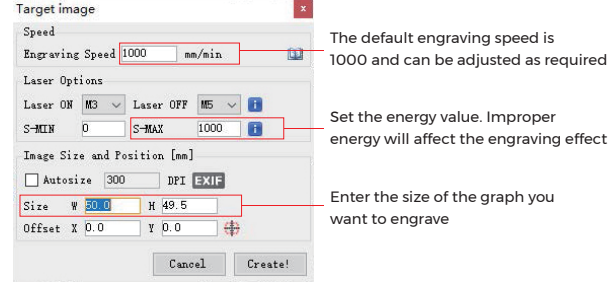 Target image
x
Speed
Engraving Speed 1000 mm/min
The default engraving speed is
1000 and can be adjusted as required
Laser Options
Laser ON M3 Laser OFF M5 i
S-MIN 0 S-MAX 1000 i
Set the energy value. Improper
energy will affect the engraving effect
Image Size and Position [mm]
Autosize 300 DPI EXIF
Size W 50.0 H 49.5
Enter the size of the graph you
want to engrave
Offset X 0.0 Y 0.0
Cancel Create!